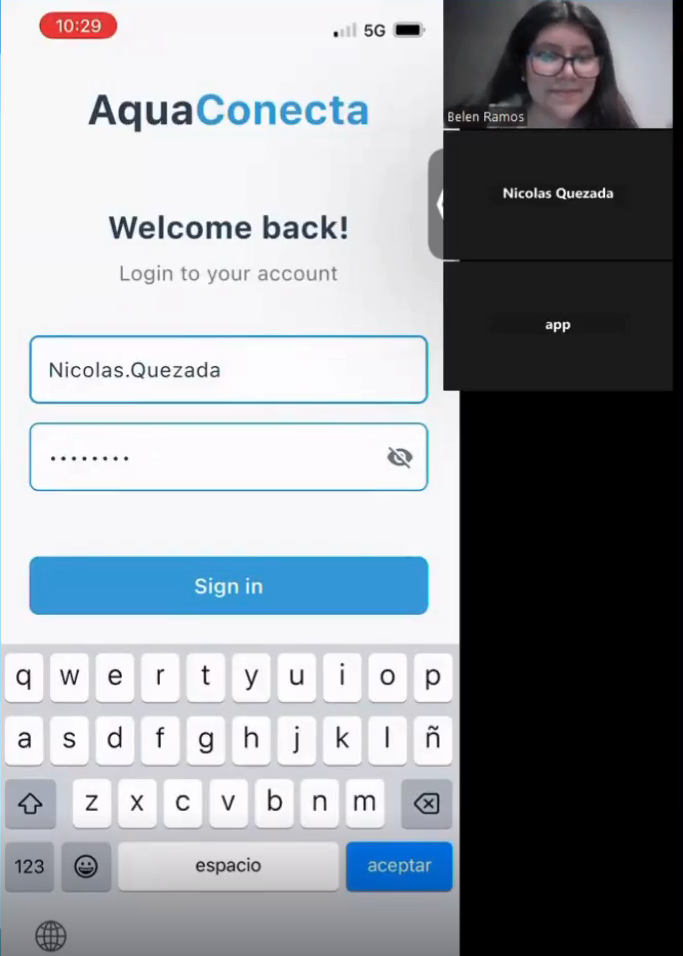 10:29
5G
AquaConecta
Welcome back!
Login to your account
Nicolas.Quezada
••••••••
Sign in
q w e r t y u i o p
a s d f g h j k l ñ
z x c v b n m
123 espacio aceptar
Belen Ramos
Nicolas Quezada
app